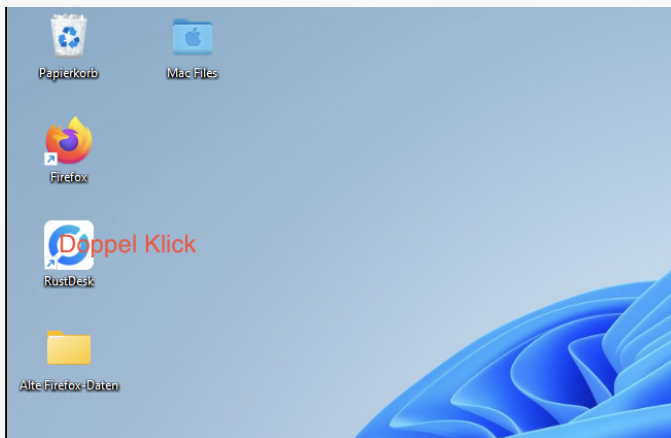 Papierkorb
Mac Files
Firefox
Doppel Klick
RustDesk
Alte Firefox-Daten